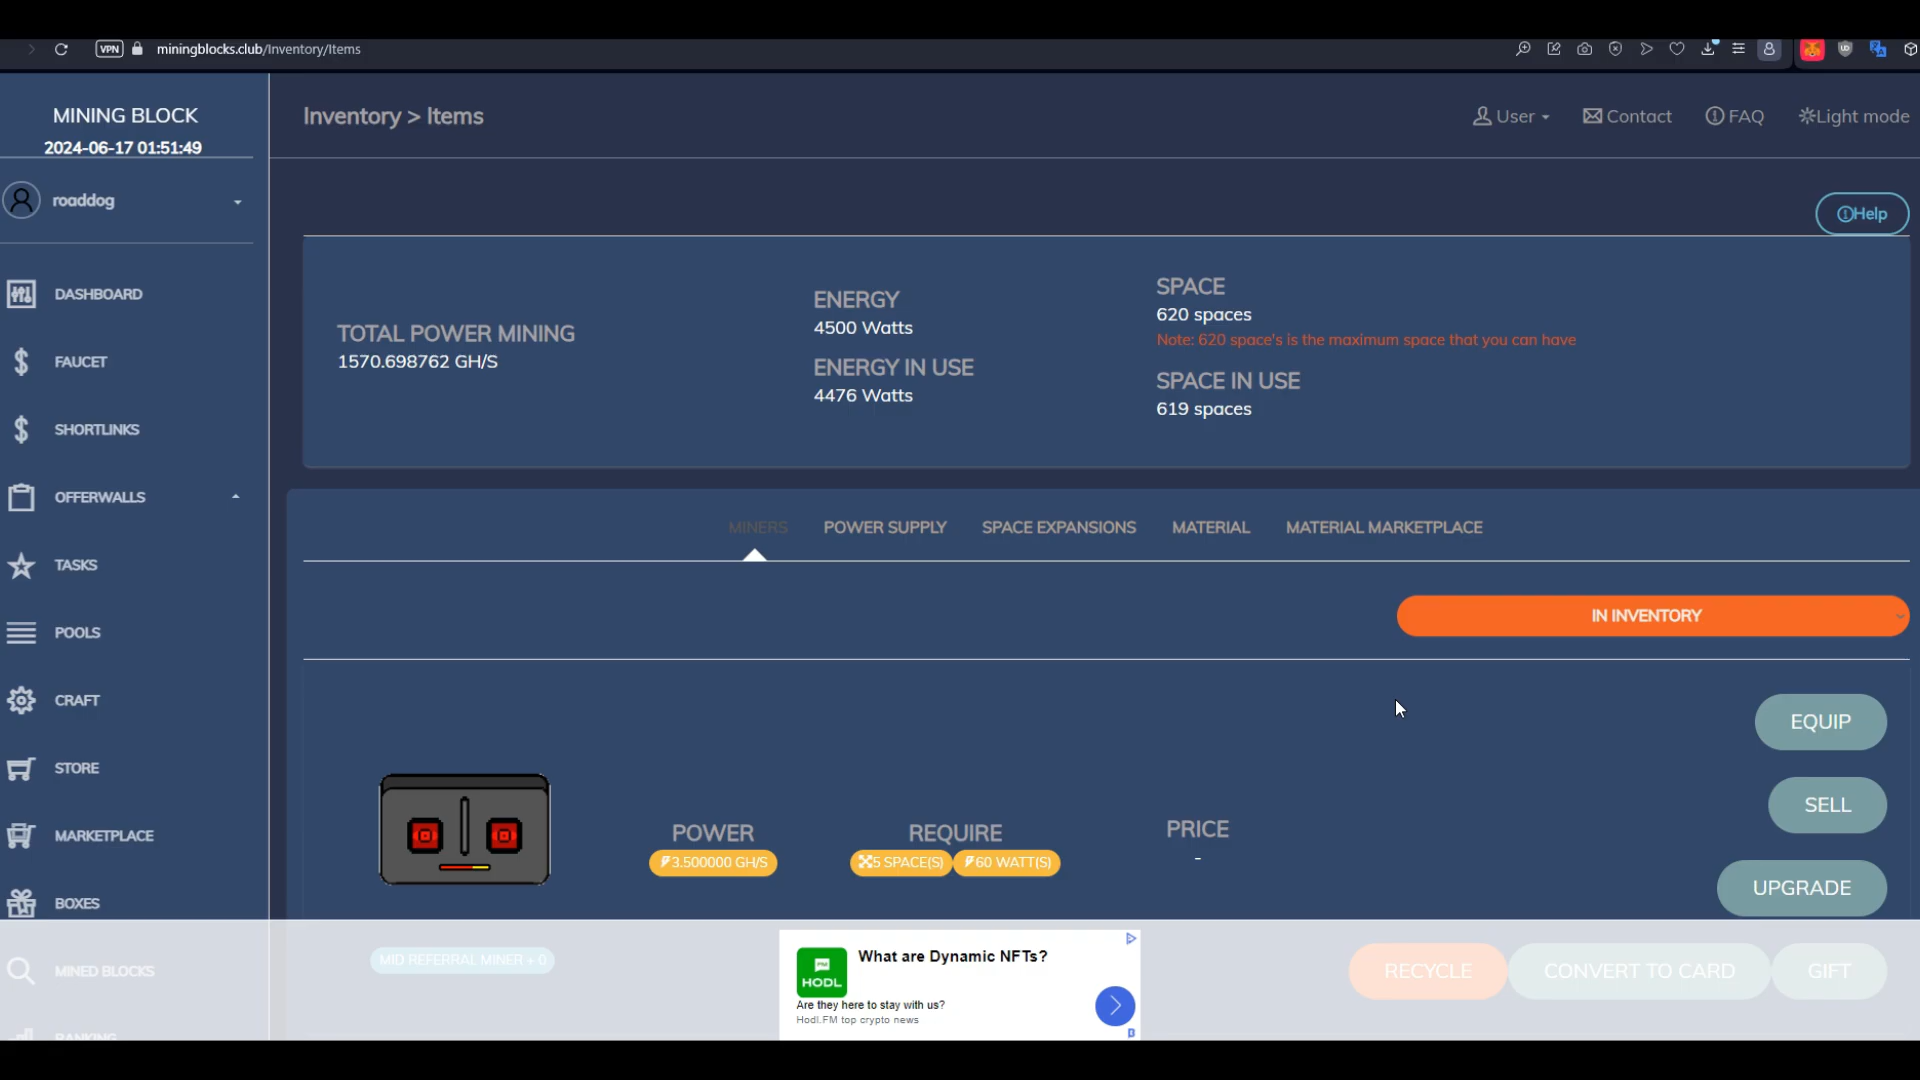 VPN miningblocks.club/Inventory/Items
MINING BLOCK
2024-06-17 01:51:49
roaddog
DASHBOARD
FAUCET
SHORTLINKS
OFFERWALLS
TASKS
POOLS
CRAFT
STORE
MARKETPLACE
BOXES
MINED BLOCKS
RANKING
Inventory > Items
User
Contact
FAQ
Light mode
Help
TOTAL POWER MINING
1570.698762 GH/S
ENERGY
4500 Watts
ENERGY IN USE
4476 Watts
SPACE
620 spaces
Note: 620 space's is the maximum space that you can have
SPACE IN USE
619 spaces
MINERS POWER SUPPLY SPACE EXPANSIONS MATERIAL MATERIAL MARKETPLACE
IN INVENTORY
POWER
3.500000 GH/S
REQUIRE
5 SPACE(S) 60 WATT(S)
PRICE
-
EQUIP
SELL
UPGRADE
RECYCLE CONVERT TO CARD GIFT
MID REFERRAL MINER + 0
HODL
What are Dynamic NFTs?
Are they here to stay with us?
Hodl.FM top crypto news